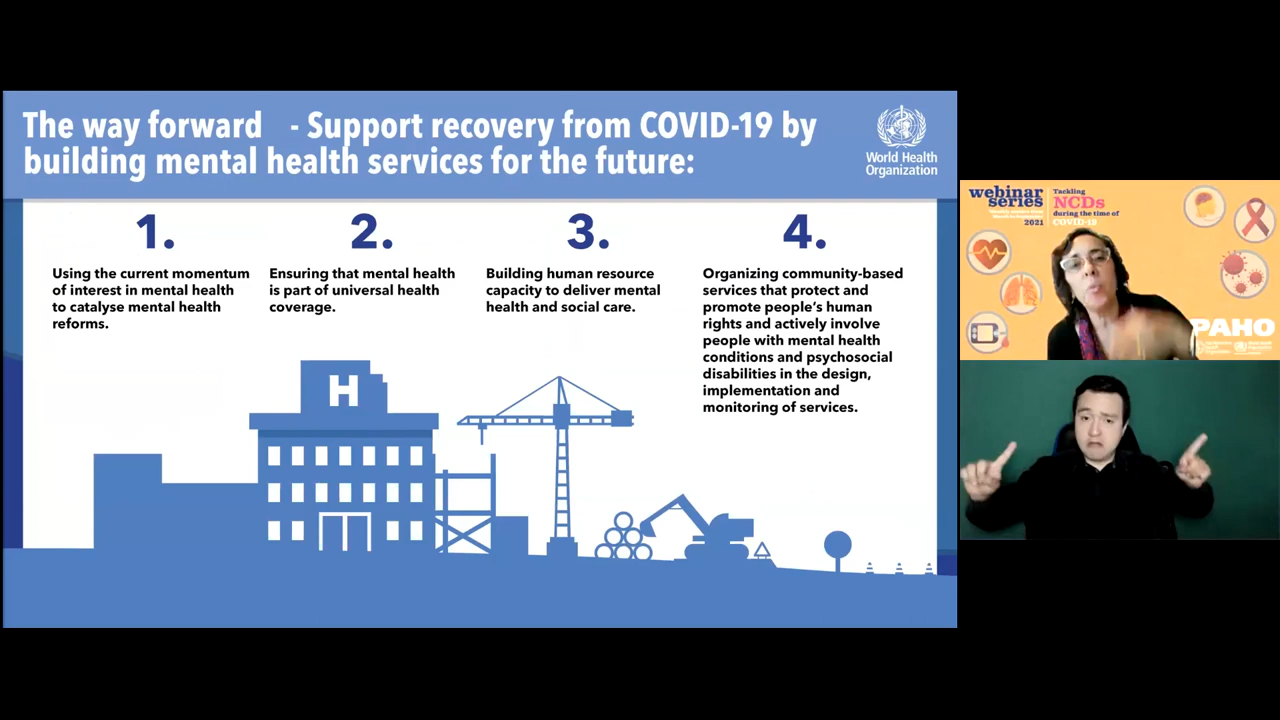 The way forward - Support recovery from COVID-19 by
building mental health services for the future:
World Health
Organization
1.
Using the current momentum
of interest in mental health
to catalyse mental health
reforms.
2.
Ensuring that mental health
is part of universal health
coverage.
3.
Building human resource
capacity to deliver mental
health and social care.
4.
Organizing community-based
services that protect and
promote people's human
rights and actively involve
people with mental health
conditions and psychosocial
disabilities in the design,
implementation and
monitoring of services.
H
webinar
series
2021
Tackling
NCDs
during the time of
COVID-19
PAHO